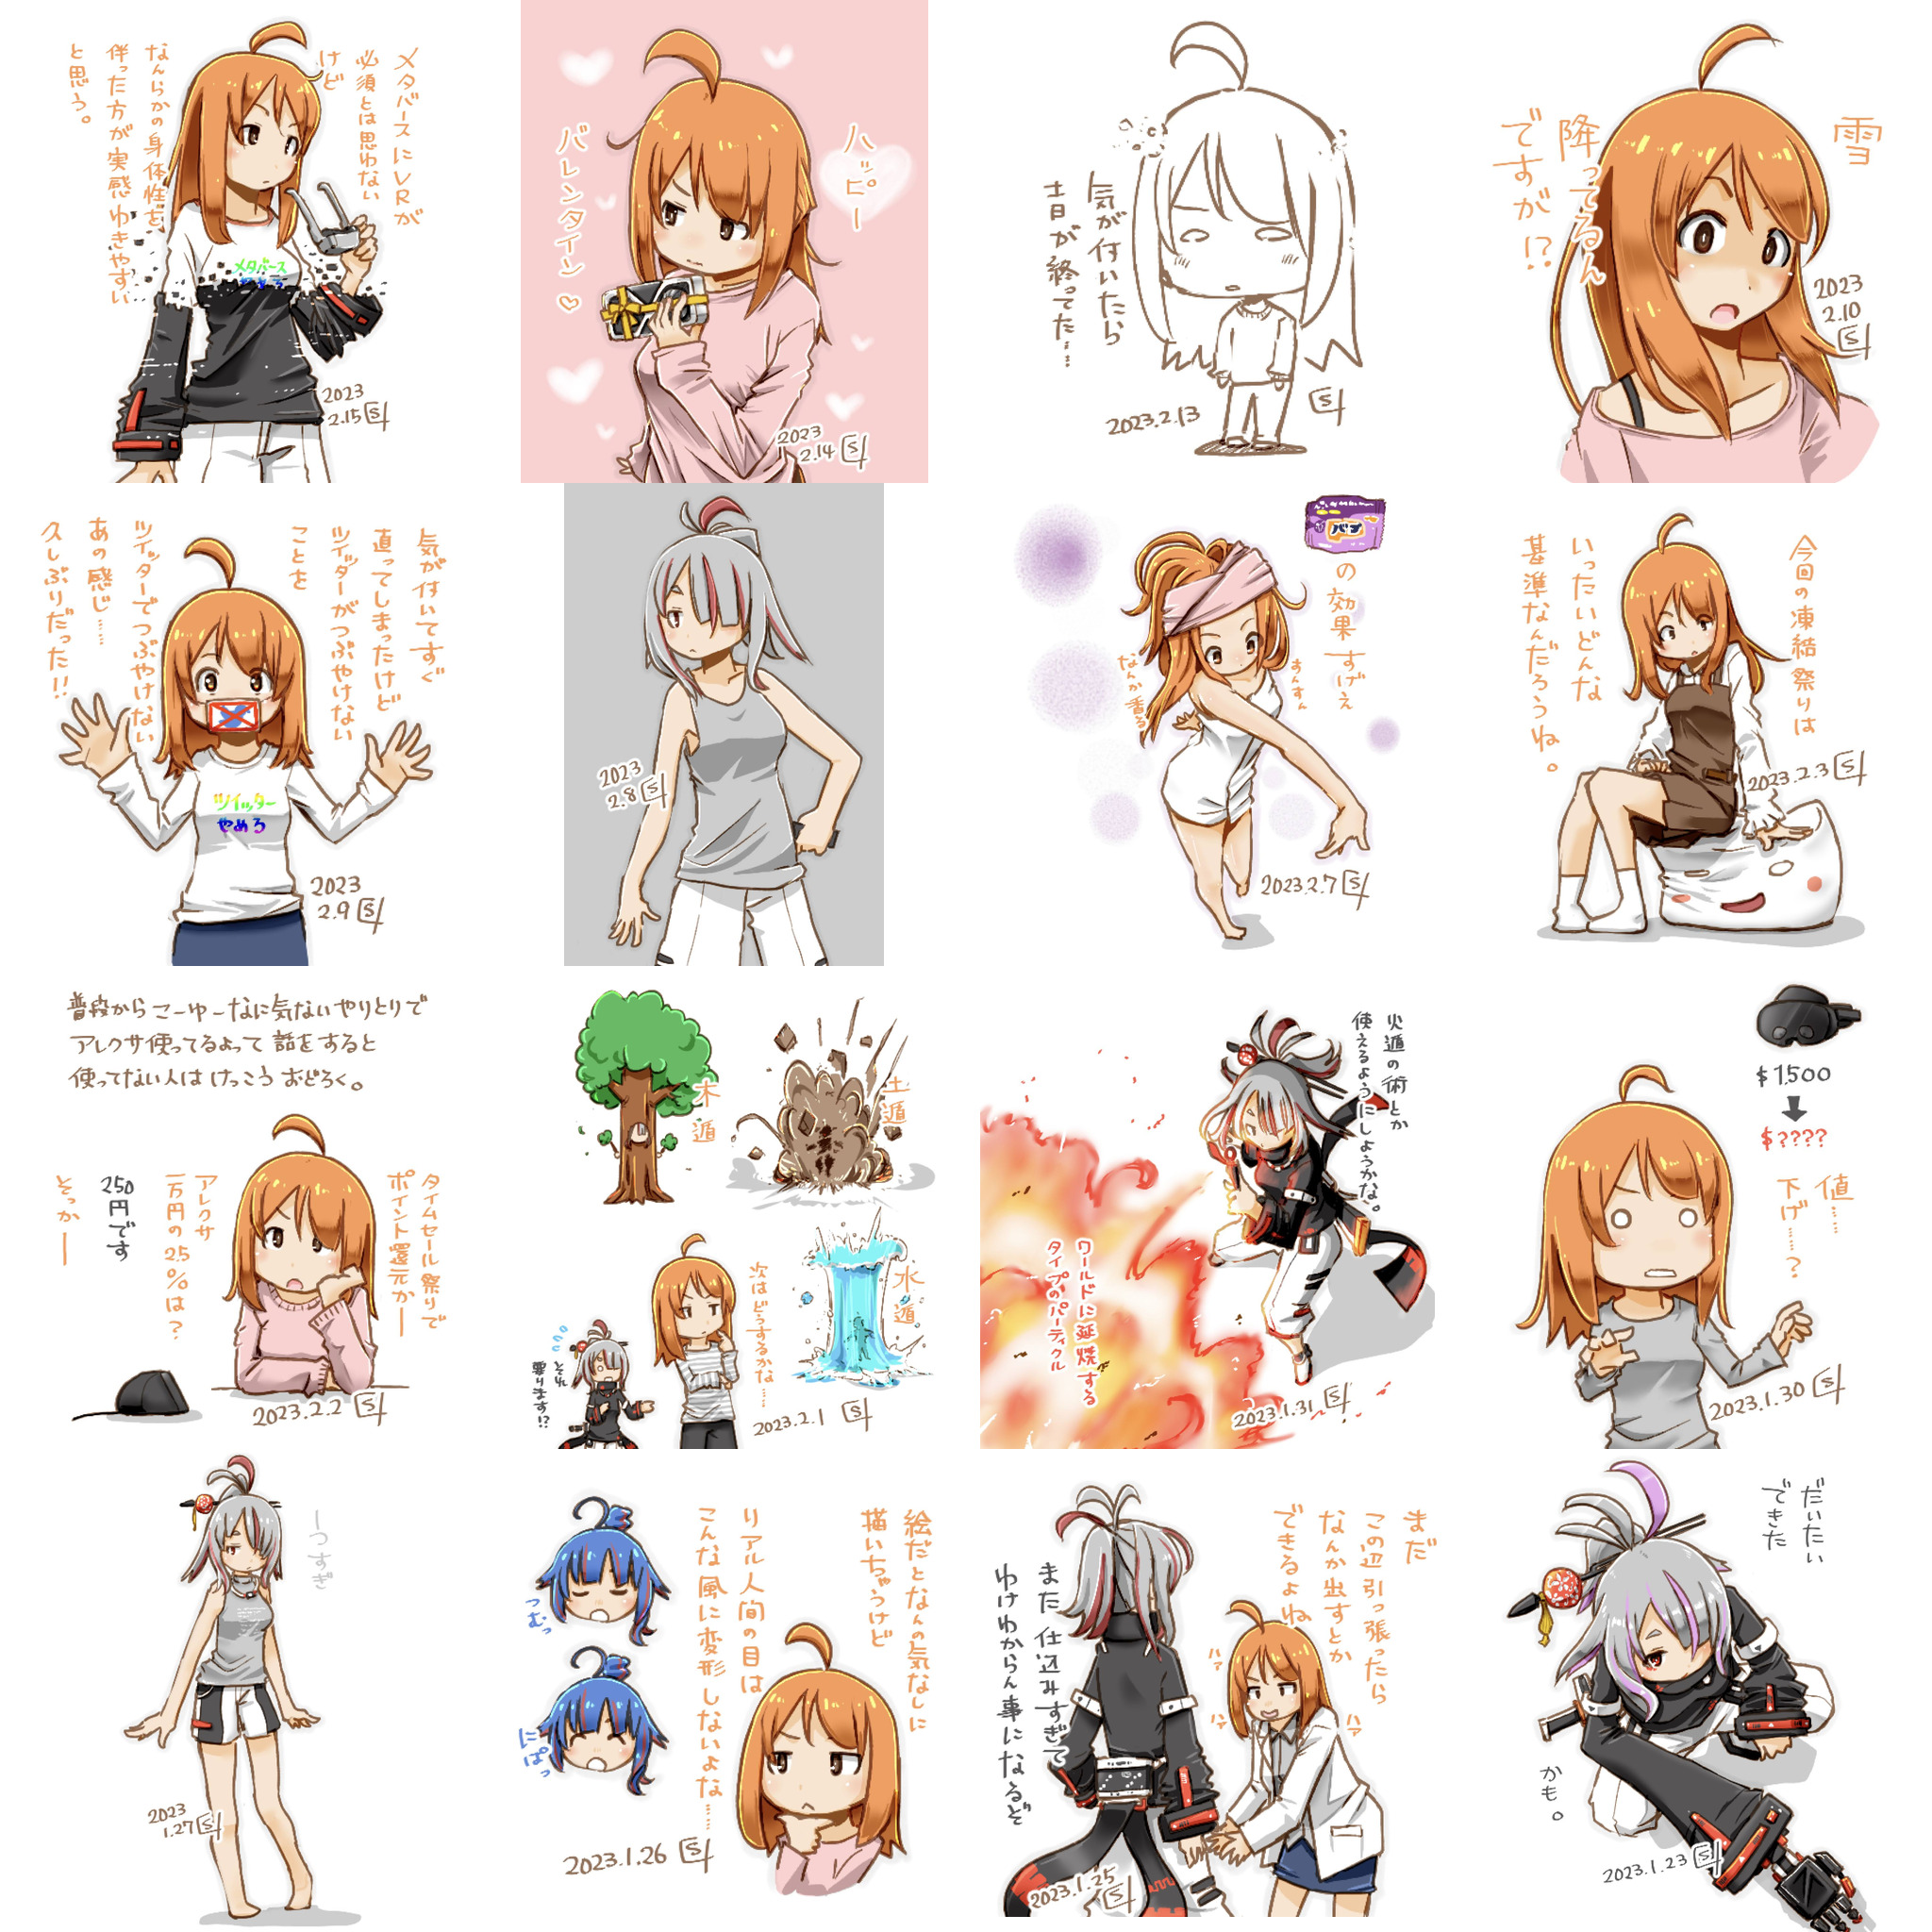 メタバースにVRが
必須とは思わない
けど
なんらかの身体性を
伴った方が実感ゆきやすい
と思う。
メタバース
やめろ
2023
2.15
ハッピー
バレンタイン♡
2023
2.14
気が付いたら
土日が終ってた…
2023.2.13
雪
降ってるん
ですが!?
2023
2.10
気が付いてすぐ
直ってしまったけど
ツイッターがつぶやけない
ことを
ツイッターでつぶやけない
あの感じ……
久しぶりだった!!
ツイッター
やめろ
2023
2.9
2023
2.8
バブ
の効果すげえ
なんか香る
2023.2.7
今回の凍結祭りは
いったいどんな
基準なんだろうね。
2023.2.3
普段からこーゆーなに気ないやりとりで
アレクサ使ってるよって話をすると
使ってない人はけっこうおどろく。
タイムセール祭りで
ポイント還元かー
アレクサ
一万円の2.5%は?
250
円です
そっかー
2023.2.2
木遁
土遁
水遁
次はどうするかな……
それ
要ります!?
2023.2.1
火遁の術とか
使えるようにしようかな。
ワールドに延焼する
タイプのパーティクル
2023.1.31
$1,500
$????
値……
下げ……?
2023.1.30
一つすぎ
2023
1.27
絵だとなんの気なしに
描いちゃうけど
リアル人間の目は
こんな風に変形しないよな……
つむっ
にぱっ
2023.1.26
まだ
この辺引っ張ったら
なんか出すとか
できるよね
ハァ
ハァ
ハァ
また仕込みすぎて
わけわからん事になるぞ
2023.1.25
だいたい
できた
かも。
2023.1.23